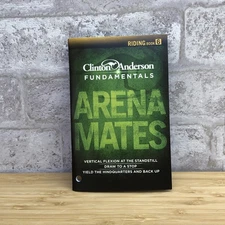 RIDING BOOK 6
Clinton Anderson
FUNDAMENTALS
ARENA
MATES
VERTICAL FLEXION AT THE STANDSTILL
DRAW TO A STOP
YIELD THE HINDQUARTERS AND BACK UP